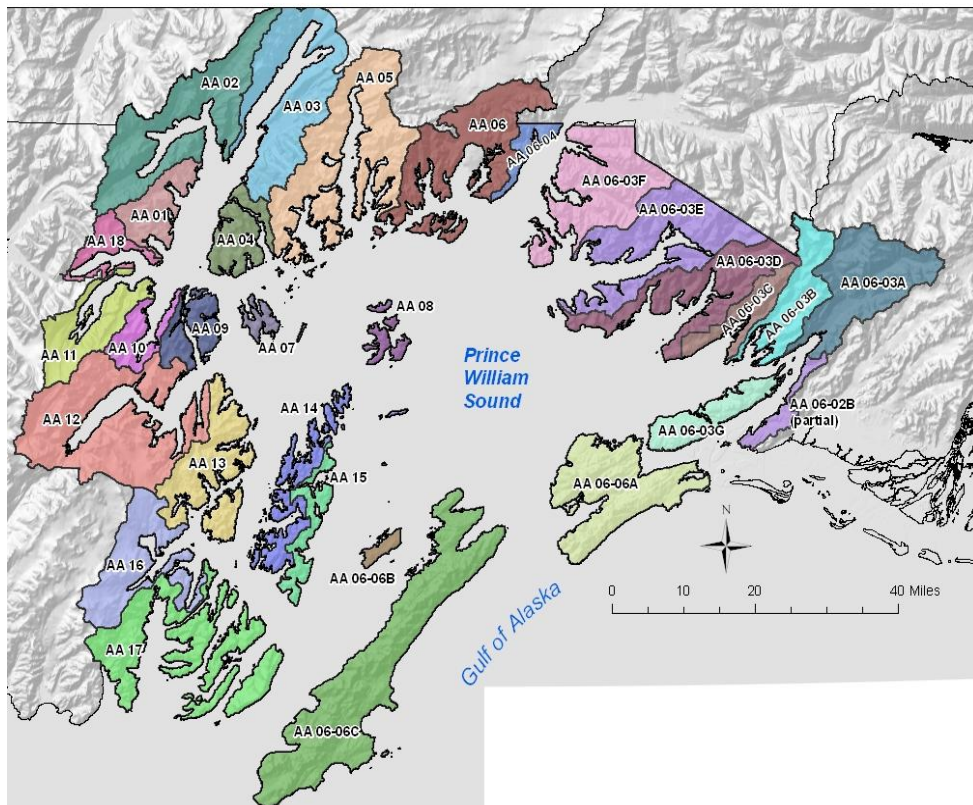 AA 02
AA 03
AA 05
AA 06
AA 06-04
AA 06-03F
AA 06-03E
AA 01
AA 18
AA 04
AA 06-03D
AA 06-03C
AA 06-03B
AA 06-03A
AA 08
AA 09
AA 07
AA 10
AA 11
Prince
William
Sound
AA 12
AA 14
AA 06-02B
(partial)
AA 06-03G
AA 13
AA 15
AA 06-06A
N
AA 16
AA 06-06B
0 10 20 40 Miles
Gulf of Alaska
AA 17
AA 06-06C